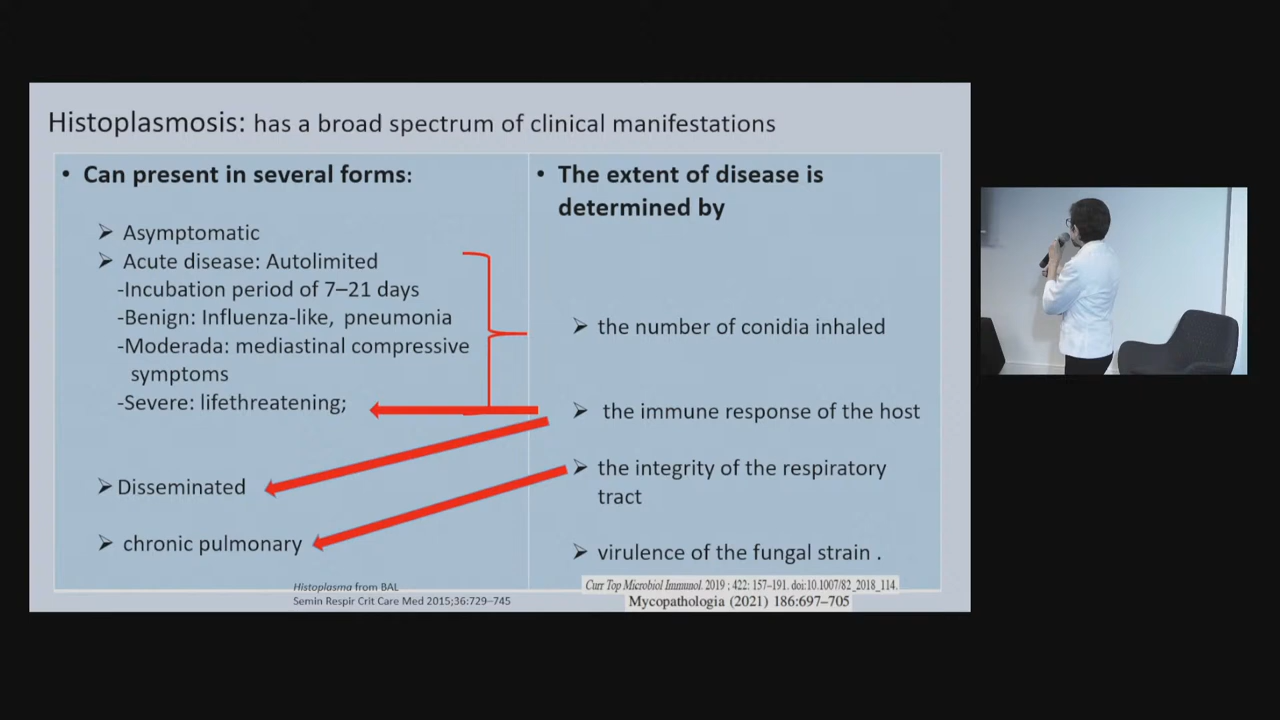 Histoplasmosis: has a broad spectrum of clinical manifestations
• Can present in several forms:
➢ Asymptomatic
➢ Acute disease: Autolimited
-Incubation period of 7–21 days
-Benign: Influenza-like, pneumonia
-Moderada: mediastinal compressive
symptoms
-Severe: lifethreatening;
➢ Disseminated
➢ chronic pulmonary
Histoplasma from BAL
Semin Respir Crit Care Med 2015;36:729–745
• The extent of disease is
determined by
➢ the number of conidia inhaled
➢ the immune response of the host
➢ the integrity of the respiratory
tract
➢ virulence of the fungal strain .
Curr Top Microbiol Immunol. 2019 ; 422: 157–191. doi:10.1007/82_2018_114.
Mycopathologia (2021) 186:697–705